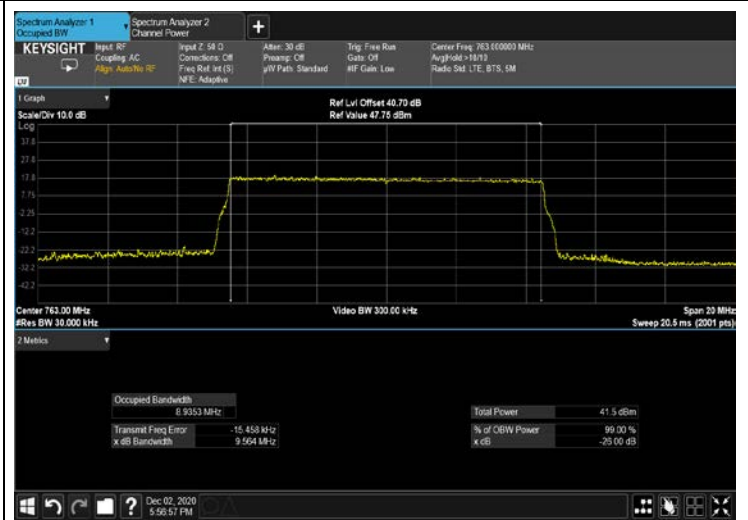 Spectrum Analyzer 1
Occupied BW
Spectrum Analyzer 2
Channel Power
+
KEYSIGHT
Input: RF
Coupling: AC
Align: Auto/No RF
Input Z: 50 Ω
Corrections: Off
Freq Ref: Int (S)
NFE: Adaptive
Atten: 30 dB
Preamp: Off
µW Path: Standard
Trig: Free Run
Gate: Off
#IF Gain: Low
Center Freq: 763.000000 MHz
Avg|Hold:>10/10
Radio Std: LTE, BTS, 5M
1 Graph
Scale/Div 10.0 dB
Ref Lvl Offset 40.70 dB
Ref Value 47.75 dBm
Log
37.8
27.8
17.8
7.75
-2.25
-12.2
-22.2
-32.2
-42.2
Center 763.00 MHz
#Res BW 30.000 kHz
Video BW 300.00 kHz
Span 20 MHz
Sweep 20.5 ms (2001 pts)
2 Metrics
Occupied Bandwidth
8.9353 MHz
Transmit Freq Error -15.458 kHz
x dB Bandwidth 9.564 MHz
Total Power 41.5 dBm
% of OBW Power 99.00 %
x dB -26.00 dB
?
Dec 02, 2020
5:56:57 PM